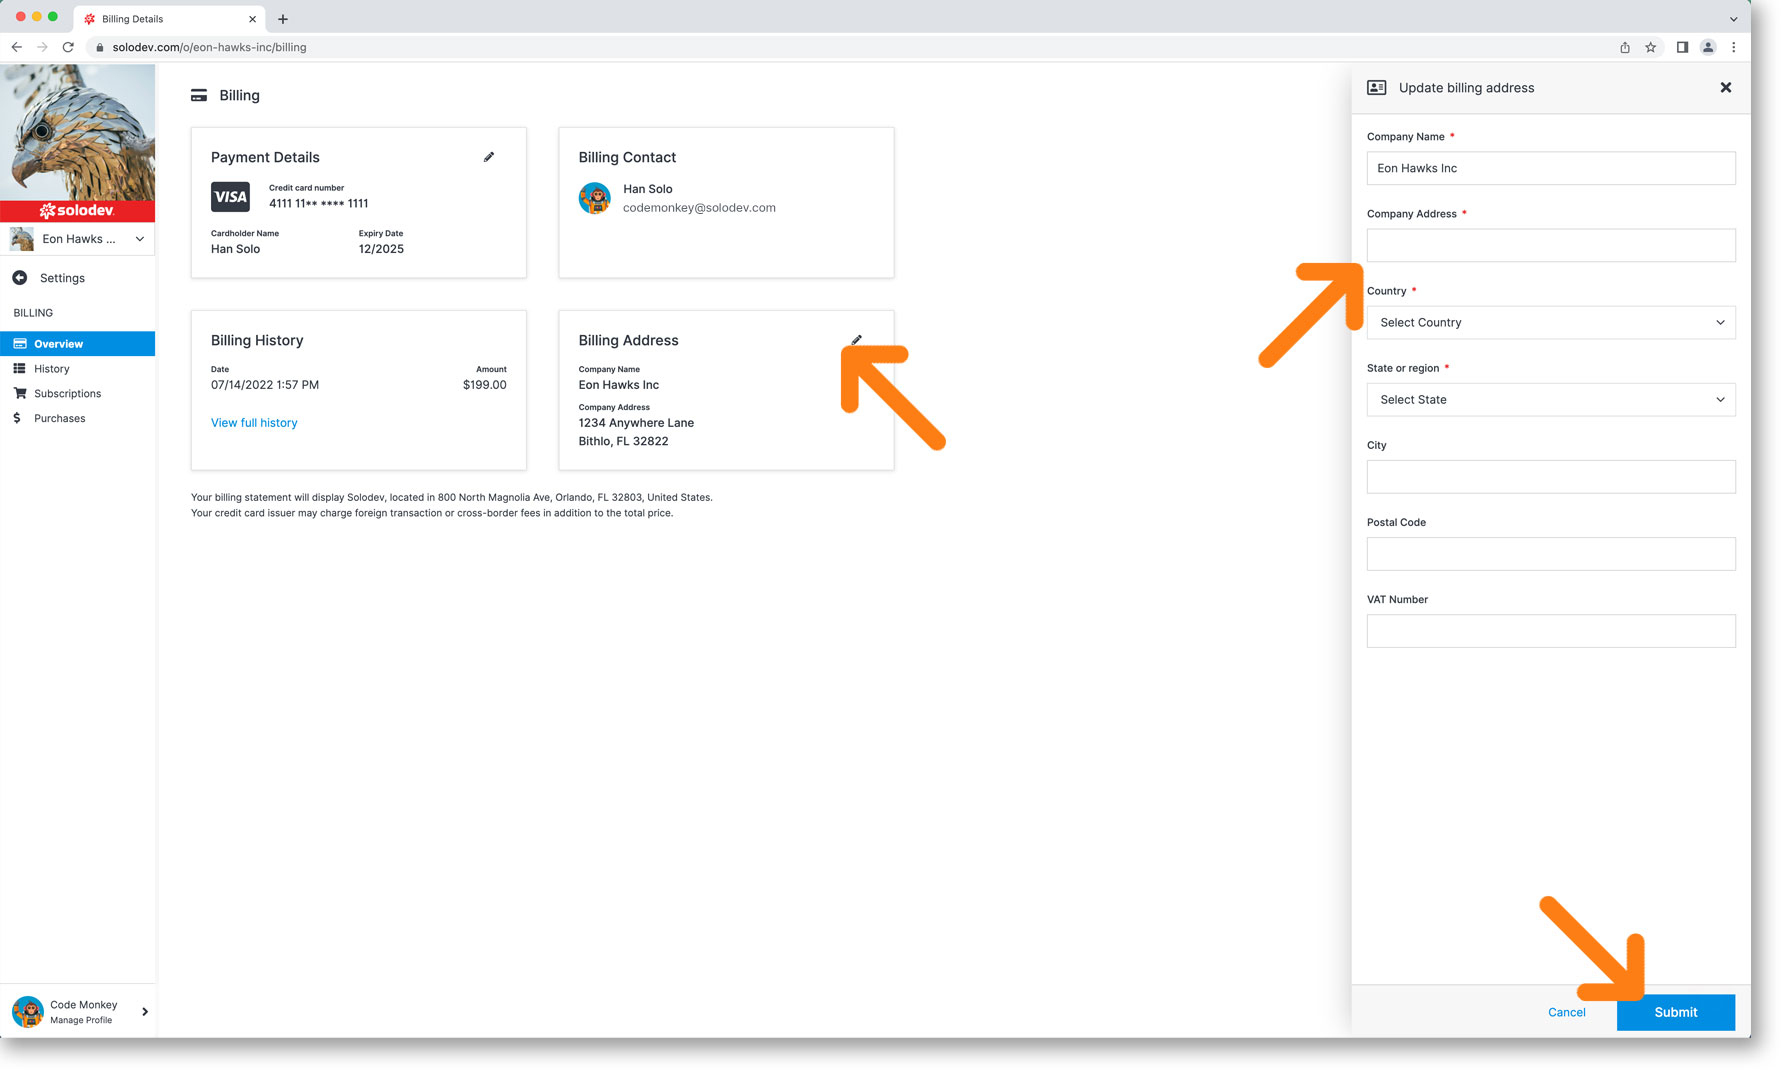 Billing Details
solodev.com/o/eon-hawks-inc/billing
solodev
Eon Hawks ...
Settings
BILLING
Overview
History
Subscriptions
Purchases
Code Monkey
Manage Profile
Billing
Payment Details
VISA
Credit card number
4111 11** **** 1111
Cardholder Name
Han Solo
Expiry Date
12/2025
Billing Contact
Han Solo
codemonkey@solodev.com
Billing History
Date
07/14/2022 1:57 PM
Amount
$199.00
View full history
Billing Address
Company Name
Eon Hawks Inc
Company Address
1234 Anywhere Lane
Bithlo, FL 32822
Your billing statement will display Solodev, located in 800 North Magnolia Ave, Orlando, FL 32803, United States.
Your credit card issuer may charge foreign transaction or cross-border fees in addition to the total price.
Update billing address
Company Name *
Eon Hawks Inc
Company Address *
Country *
Select Country
State or region *
Select State
City
Postal Code
VAT Number
Cancel
Submit